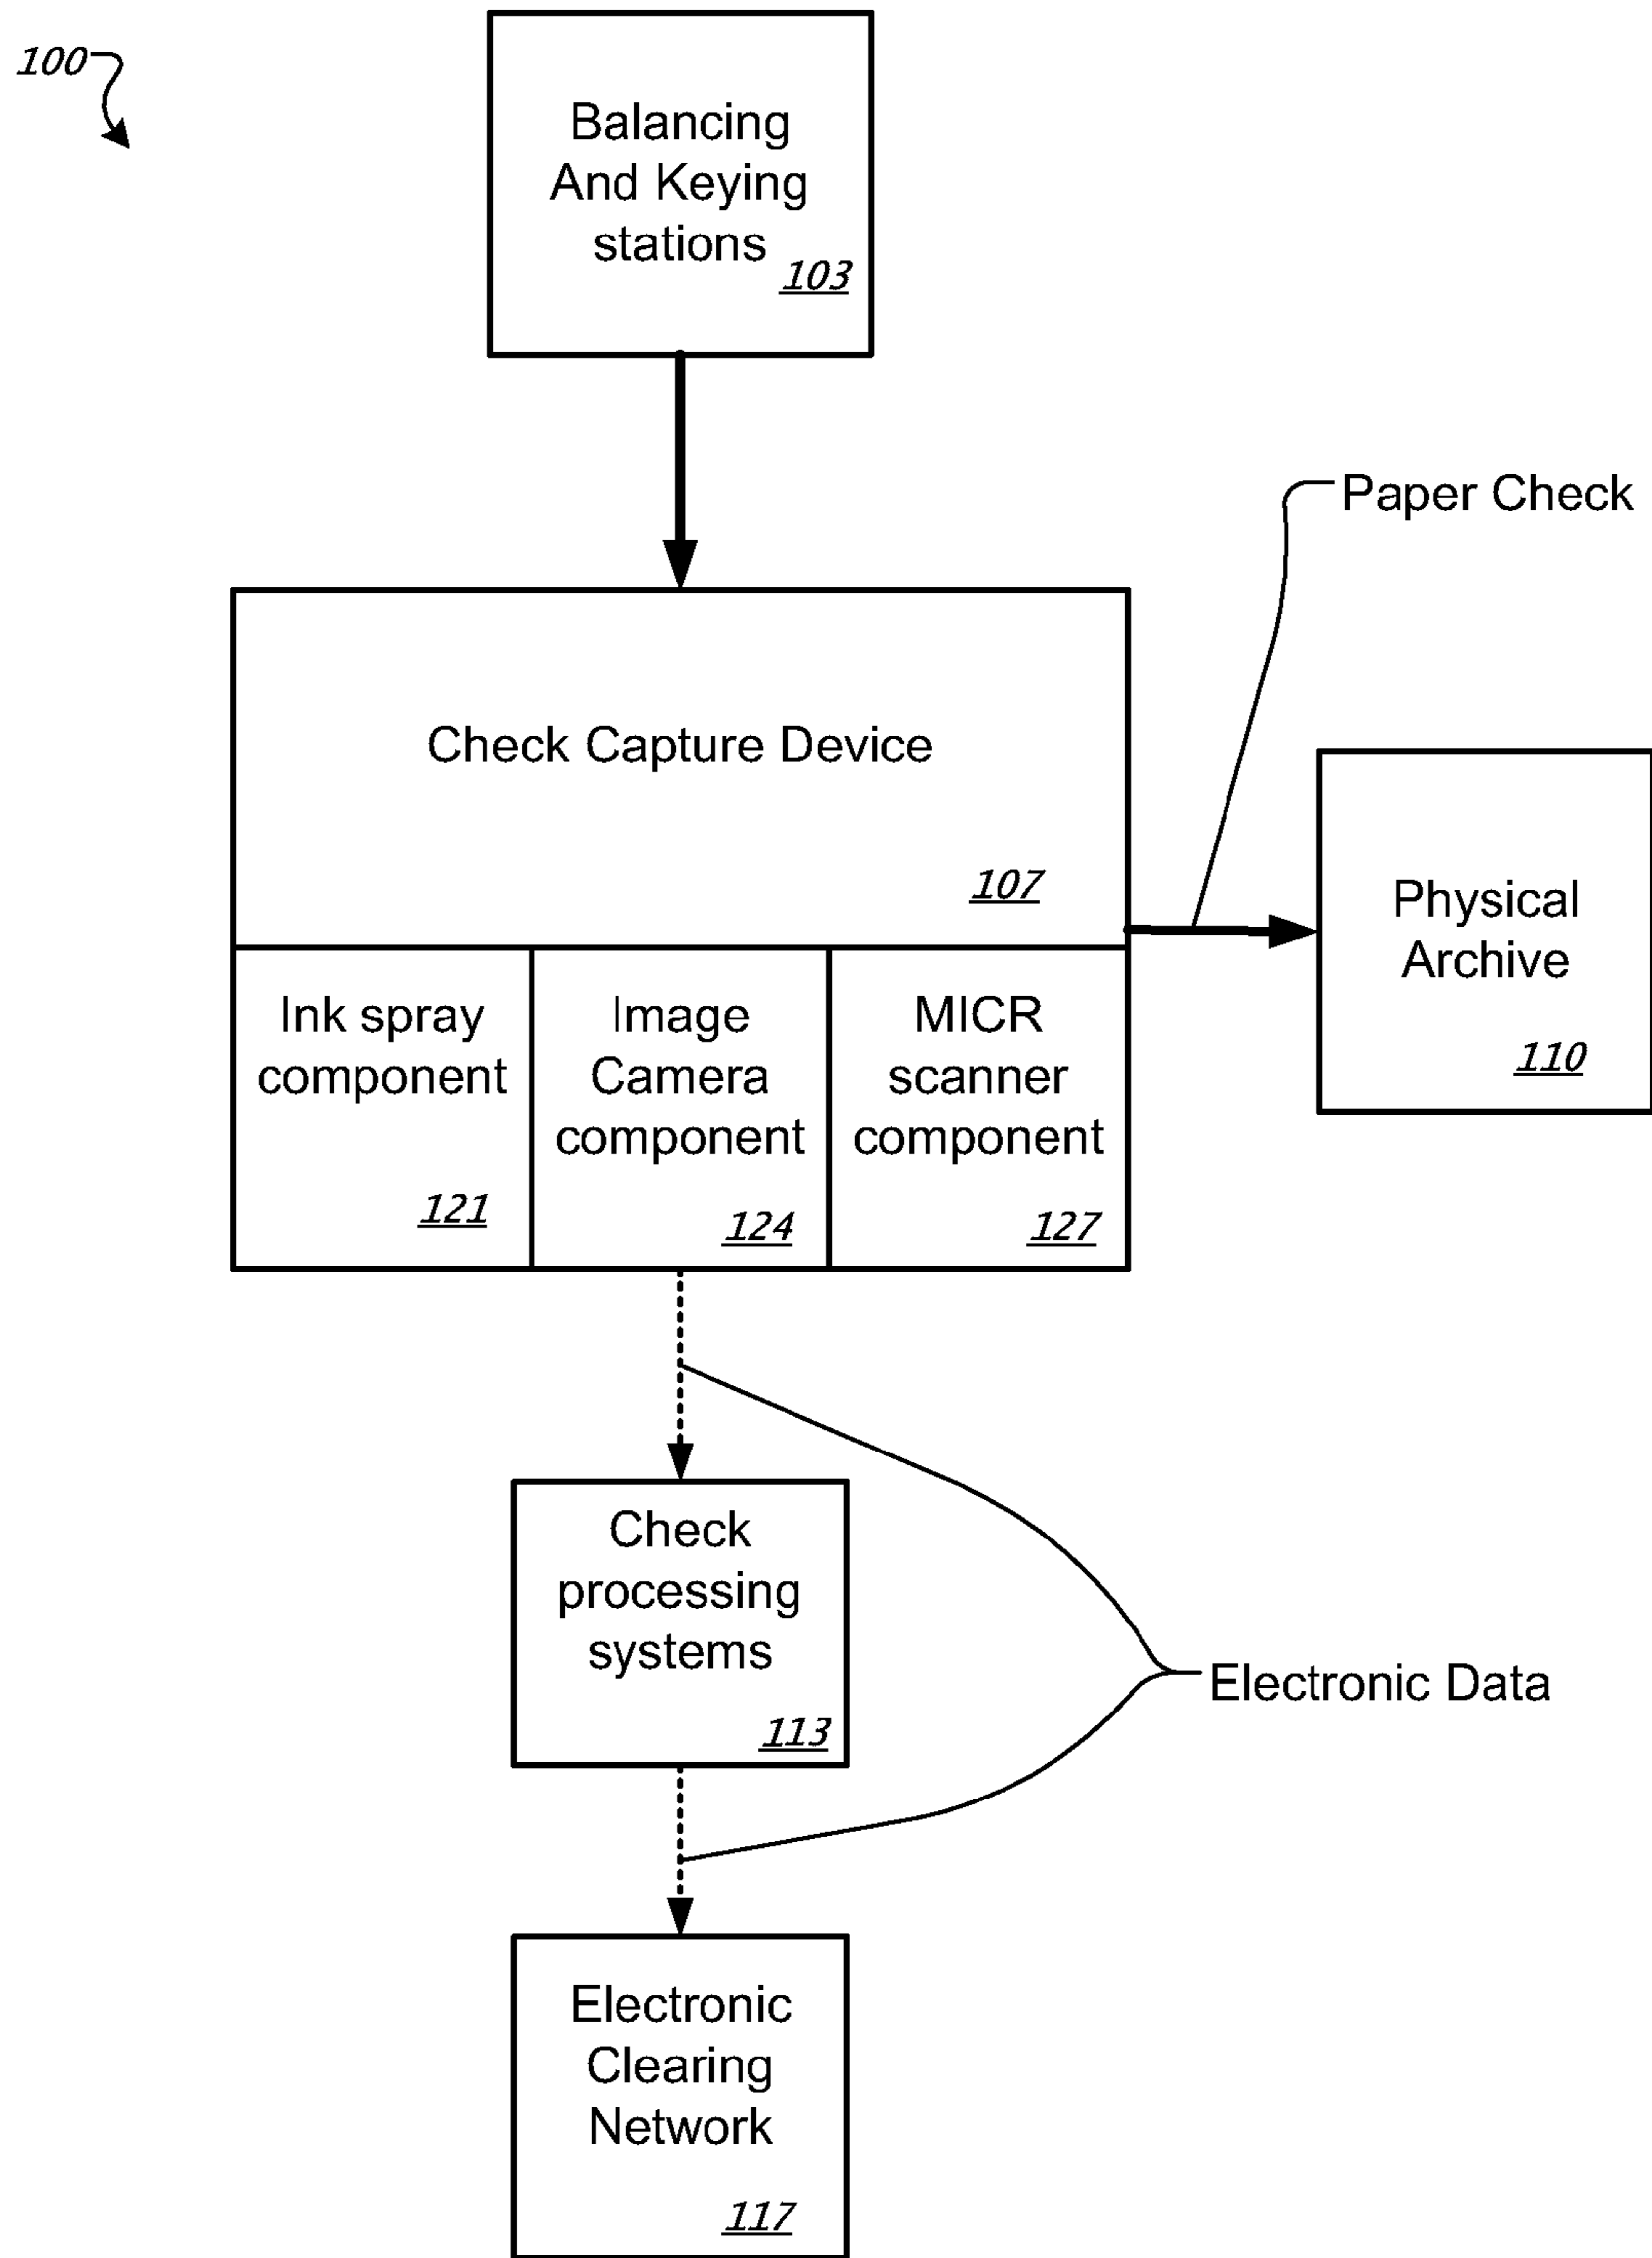 100
Balancing
And Keying
stations
103
Paper Check
Check Capture Device
107
Physical
Archive
110
Ink spray
component
121
Image
Camera
component
124
MICR
scanner
component
127
Check
processing
systems
113
Electronic Data
Electronic
Clearing
Network
117